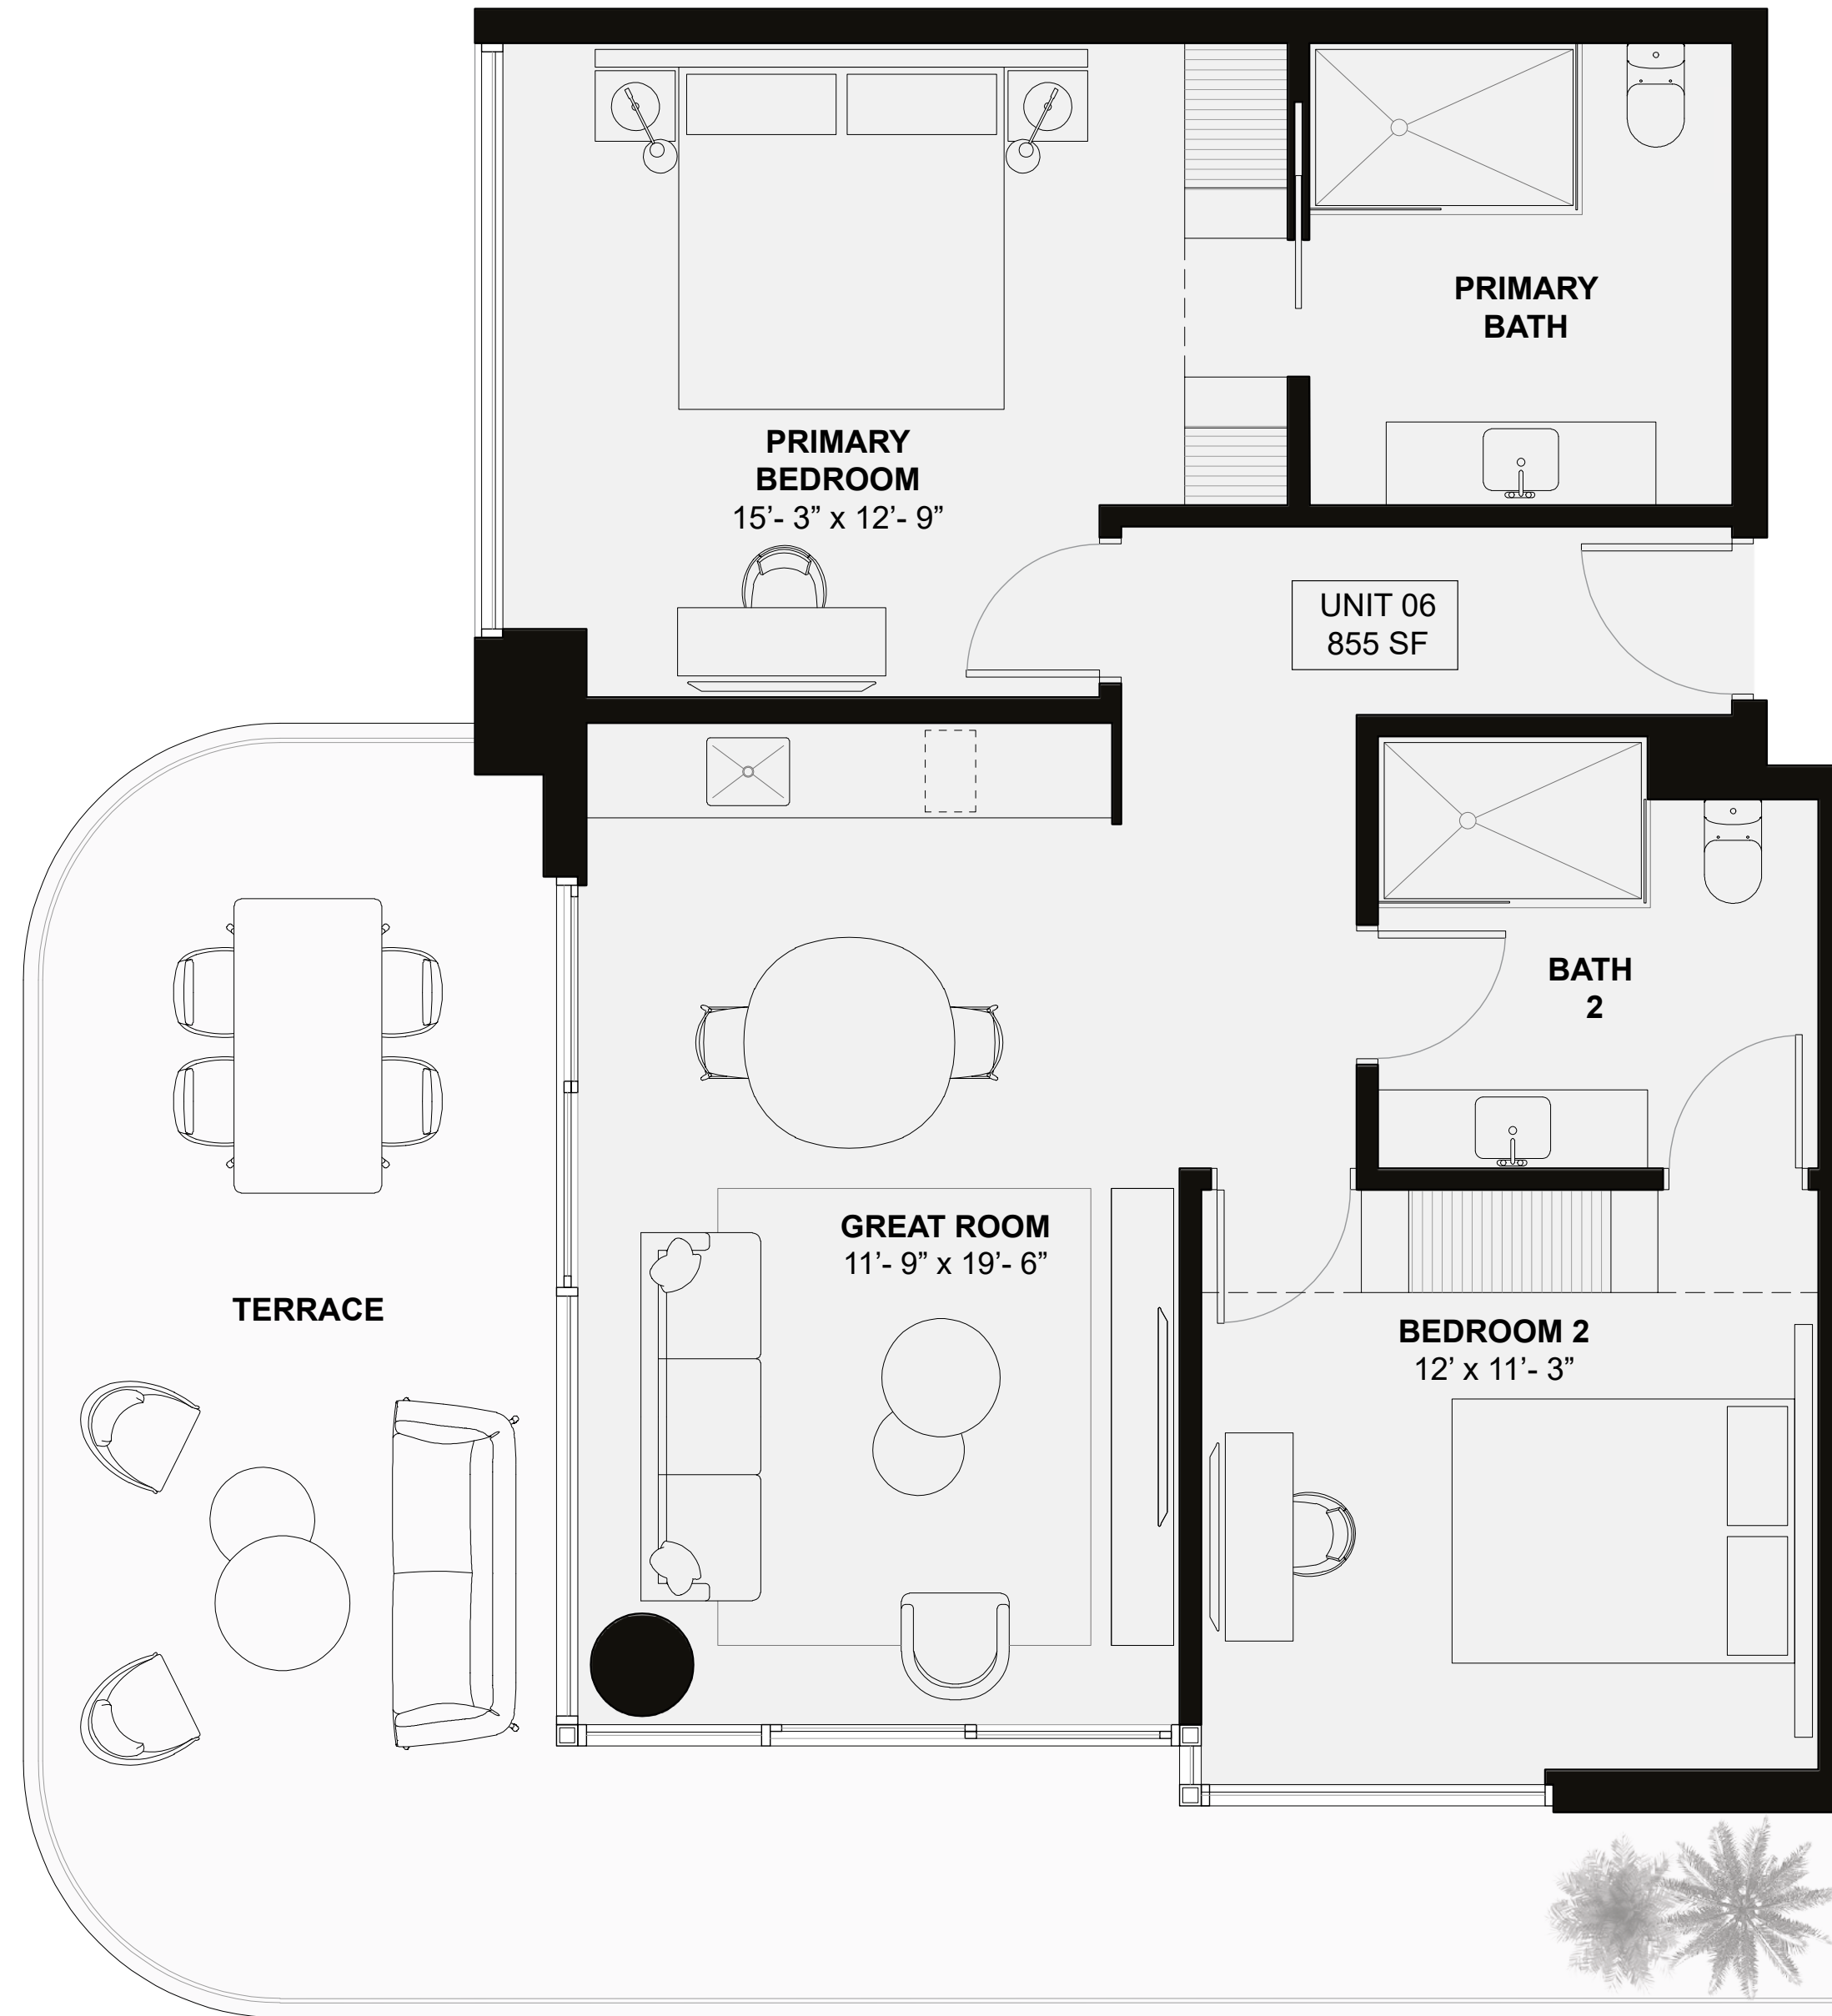 PRIMARY
BATH
PRIMARY
BEDROOM
15’- 3” x 12’- 9”
UNIT 06
855 SF
BATH
2
GREAT ROOM
11’- 9” x 19’- 6”
TERRACE
BEDROOM 2
12’ x 11’- 3”